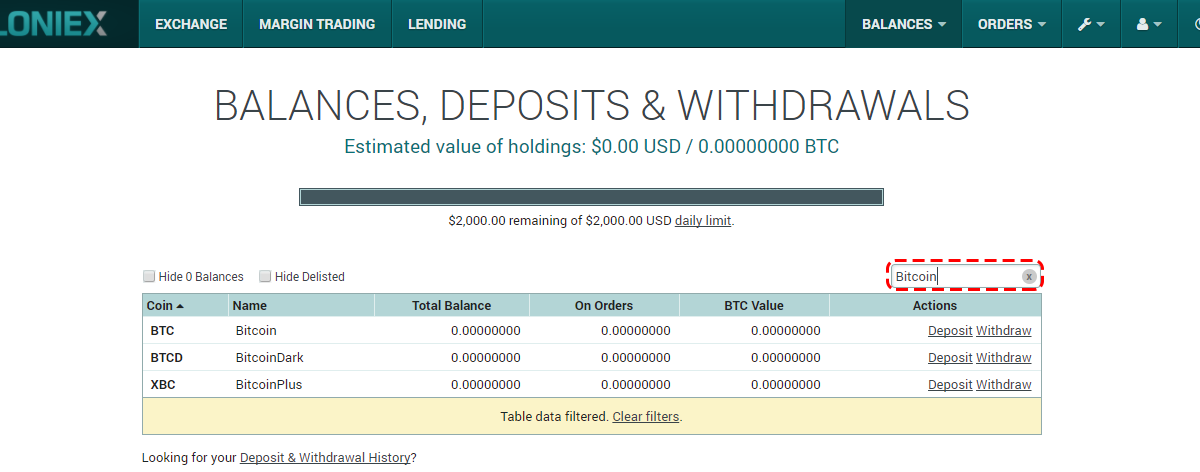 LONIEX EXCHANGE MARGIN TRADING LENDING BALANCES ORDERS
BALANCES, DEPOSITS & WITHDRAWALS
Estimated value of holdings: $0.00 USD / 0.00000000 BTC
$2,000.00 remaining of $2,000.00 USD daily limit.
Hide 0 Balances Hide Delisted Bitcoin x
Coin Name Total Balance On Orders BTC Value Actions
BTC Bitcoin 0.00000000 0.00000000 0.00000000 Deposit Withdraw
BTCD BitcoinDark 0.00000000 0.00000000 0.00000000 Deposit Withdraw
XBC BitcoinPlus 0.00000000 0.00000000 0.00000000 Deposit Withdraw
Table data filtered. Clear filters.
Looking for your Deposit & Withdrawal History?